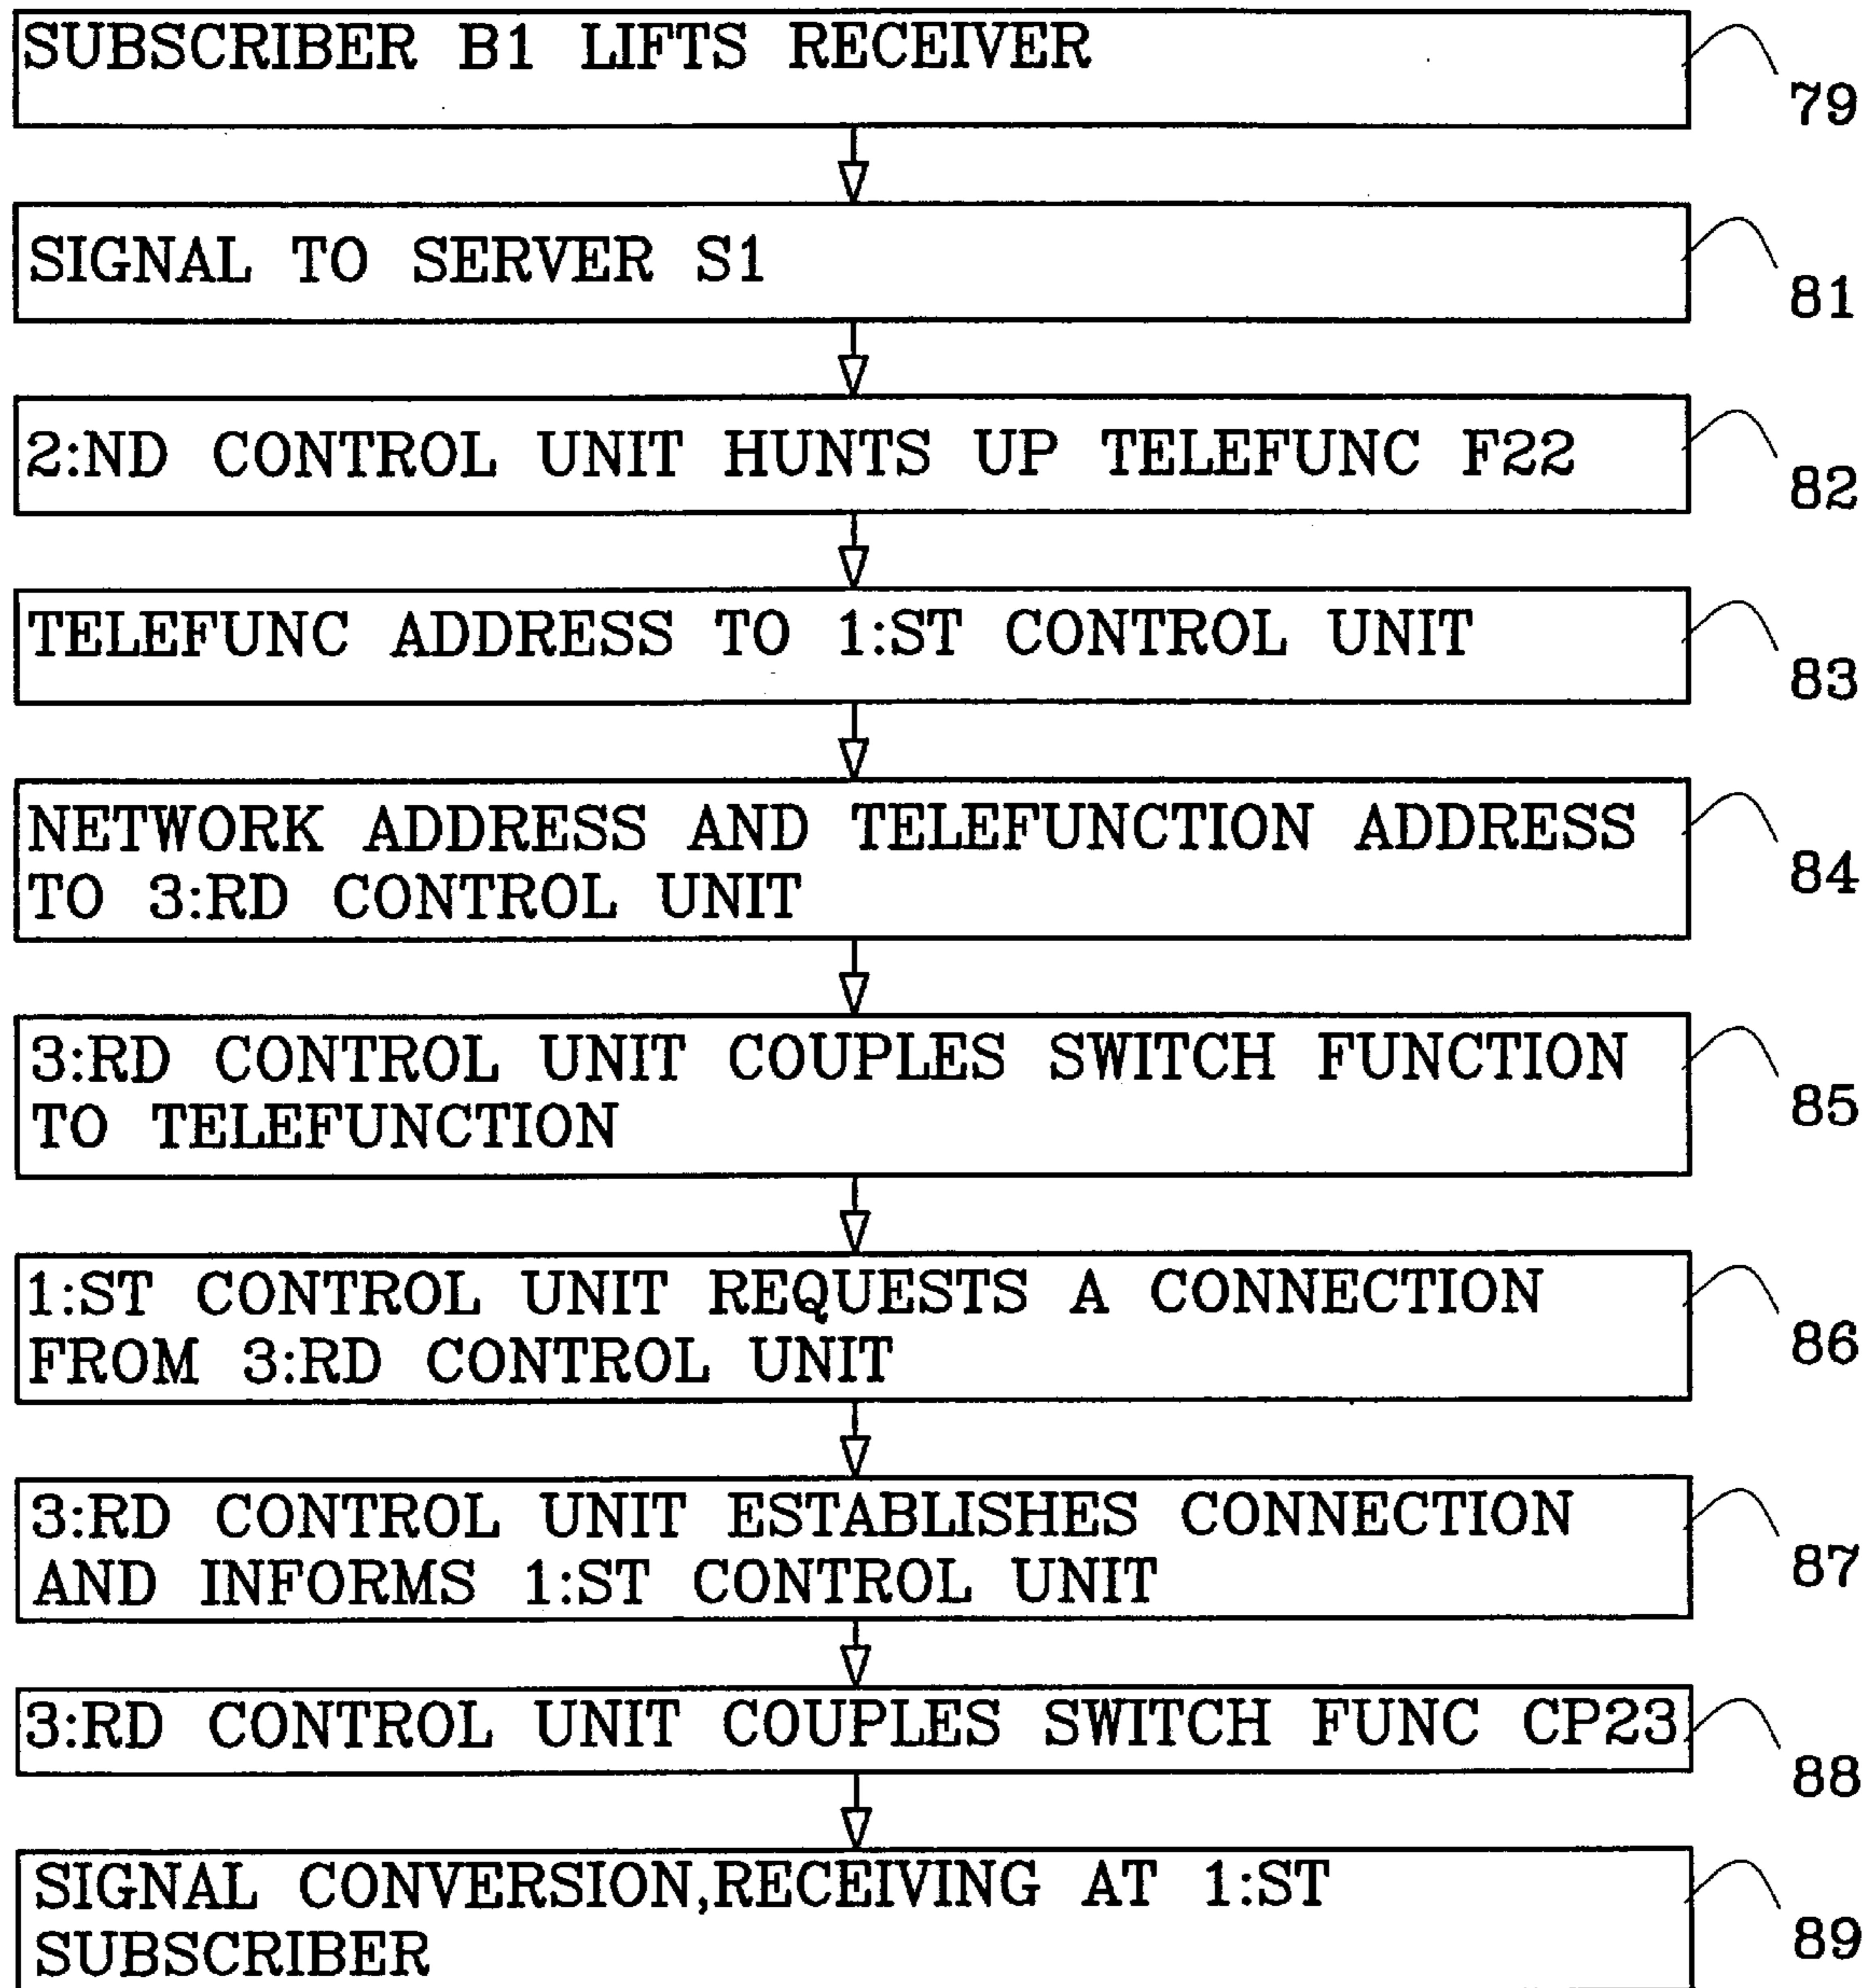 SUBSCRIBER B1 LIFTS RECEIVER
79
SIGNAL TO SERVER S1
81
2:ND CONTROL UNIT HUNTS UP TELEFUNC F22
82
TELEFUNC ADDRESS TO 1:ST CONTROL UNIT
83
NETWORK ADDRESS AND TELEFUNCTION ADDRESS
TO 3:RD CONTROL UNIT
84
3:RD CONTROL UNIT COUPLES SWITCH FUNCTION
TO TELEFUNCTION
85
1:ST CONTROL UNIT REQUESTS A CONNECTION
FROM 3:RD CONTROL UNIT
86
3:RD CONTROL UNIT ESTABLISHES CONNECTION
AND INFORMS 1:ST CONTROL UNIT
87
3:RD CONTROL UNIT COUPLES SWITCH FUNC CP23
88
SIGNAL CONVERSION,RECEIVING AT 1:ST
SUBSCRIBER
89